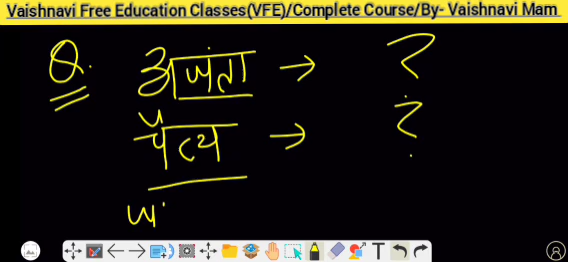 Vaishnavi Free Education Classes(VFE)/Complete Course/By- Vaishnavi Mam
Q. अजंता → ?
→ ?
T